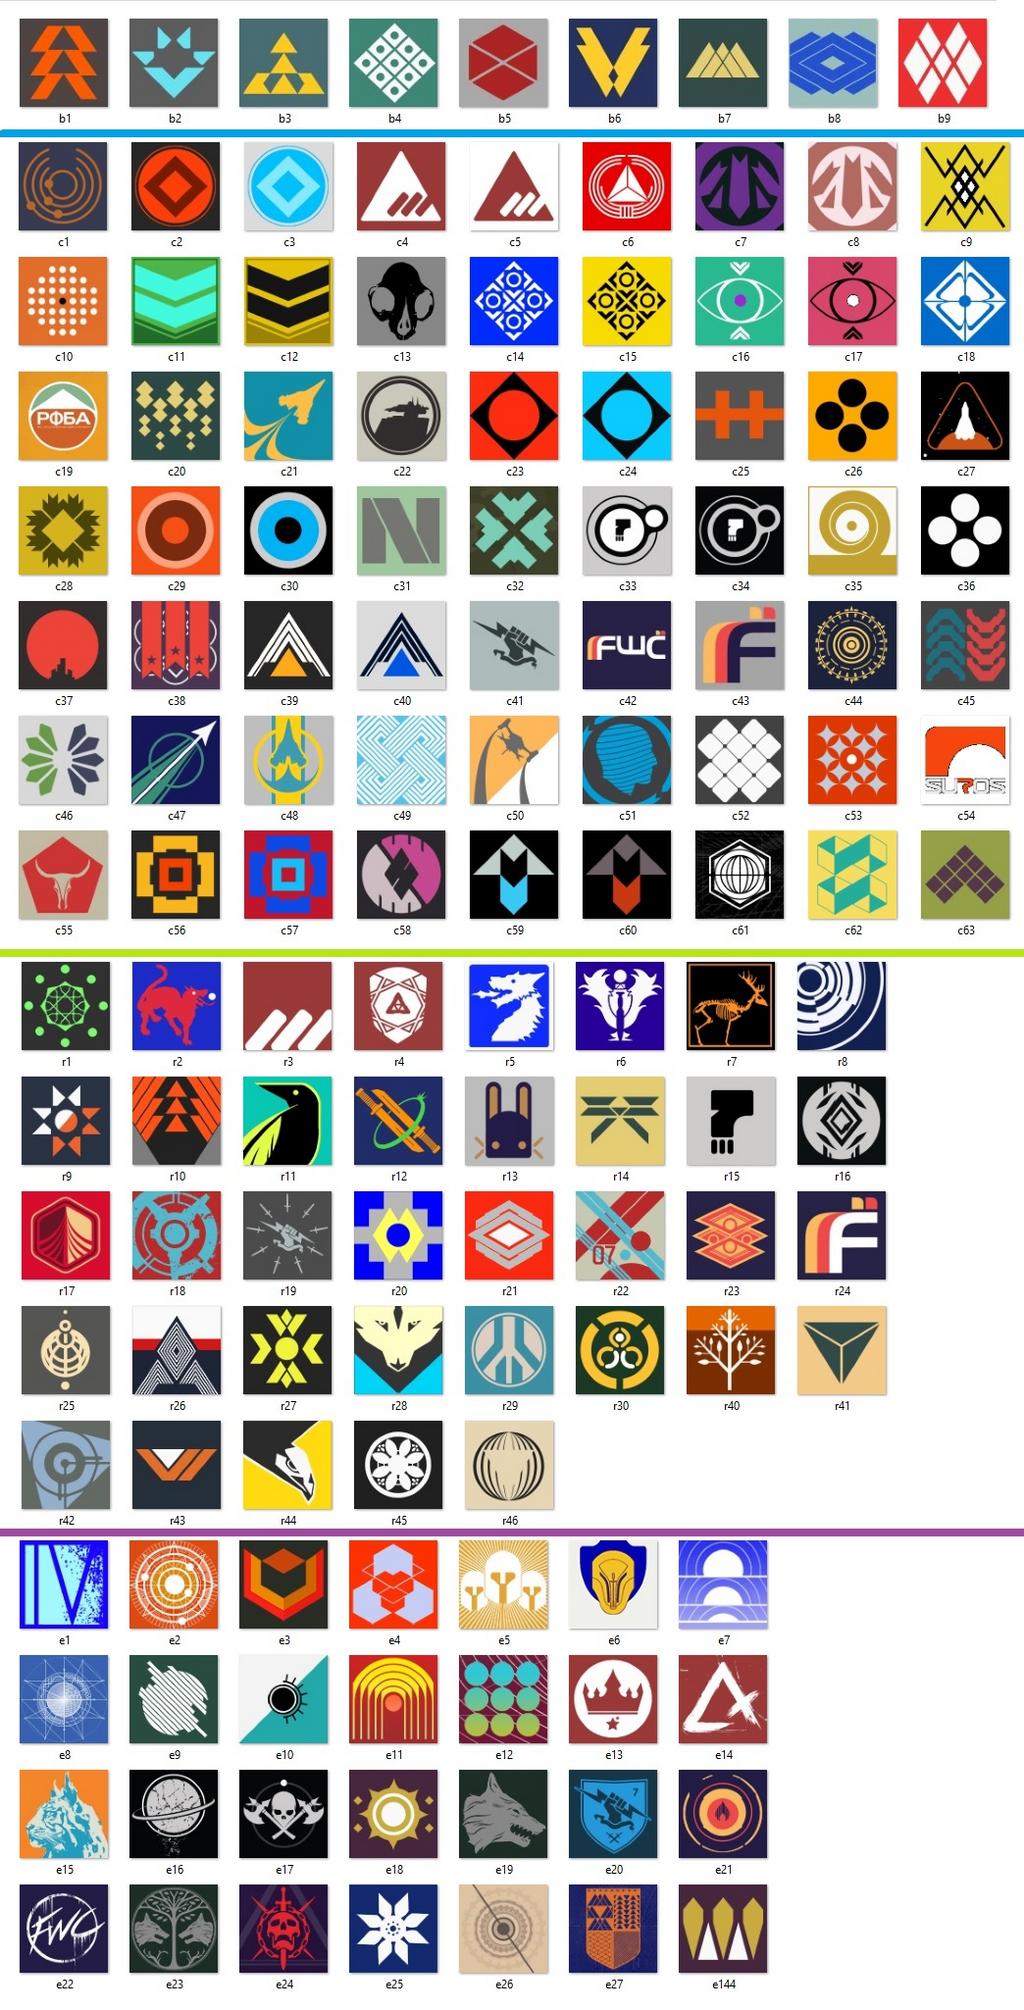 b1 b2 b3 b4 b5 b6 b7 b8 b9
c1 c2 c3 c4 c5 c6 c7 c8 c9
c10 c11 c12 c13 c14 c15 c16 c17 c18
РФБА
c19 c20 c21 c22 c23 c24 c25 c26 c27
N
c28 c29 c30 c31 c32 c33 c34 c35 c36
FWC F
c37 c38 c39 c40 c41 c42 c43 c44 c45
SUROS
c46 c47 c48 c49 c50 c51 c52 c53 c54
c55 c56 c57 c58 c59 c60 c61 c62 c63
r1 r2 r3 r4 r5 r6 r7 r8
r9 r10 r11 r12 r13 r14 r15 r16
07 F
r17 r18 r19 r20 r21 r22 r23 r24
r25 r26 r27 r28 r29 r30 r40 r41
r42 r43 r44 r45 r46
IV
e1 e2 e3 e4 e5 e6 e7
e8 e9 e10 e11 e12 e13 e14
7
e15 e16 e17 e18 e19 e20 e21
FWC
e22 e23 e24 e25 e26 e27 e144